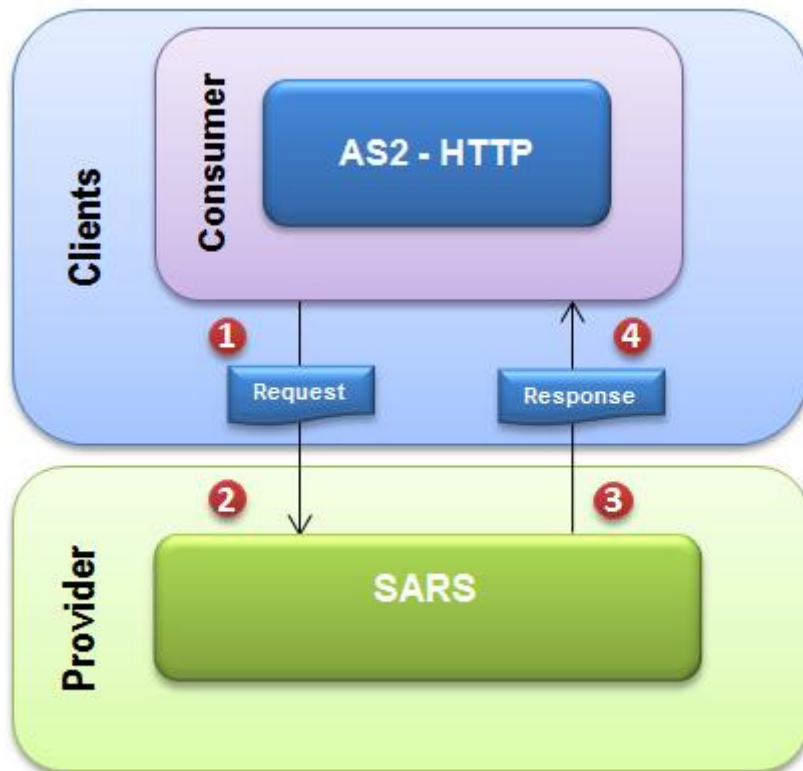 Clients
Consumer
AS2 - HTTP
1
4
Request
Response
2
3
Provider
SARS